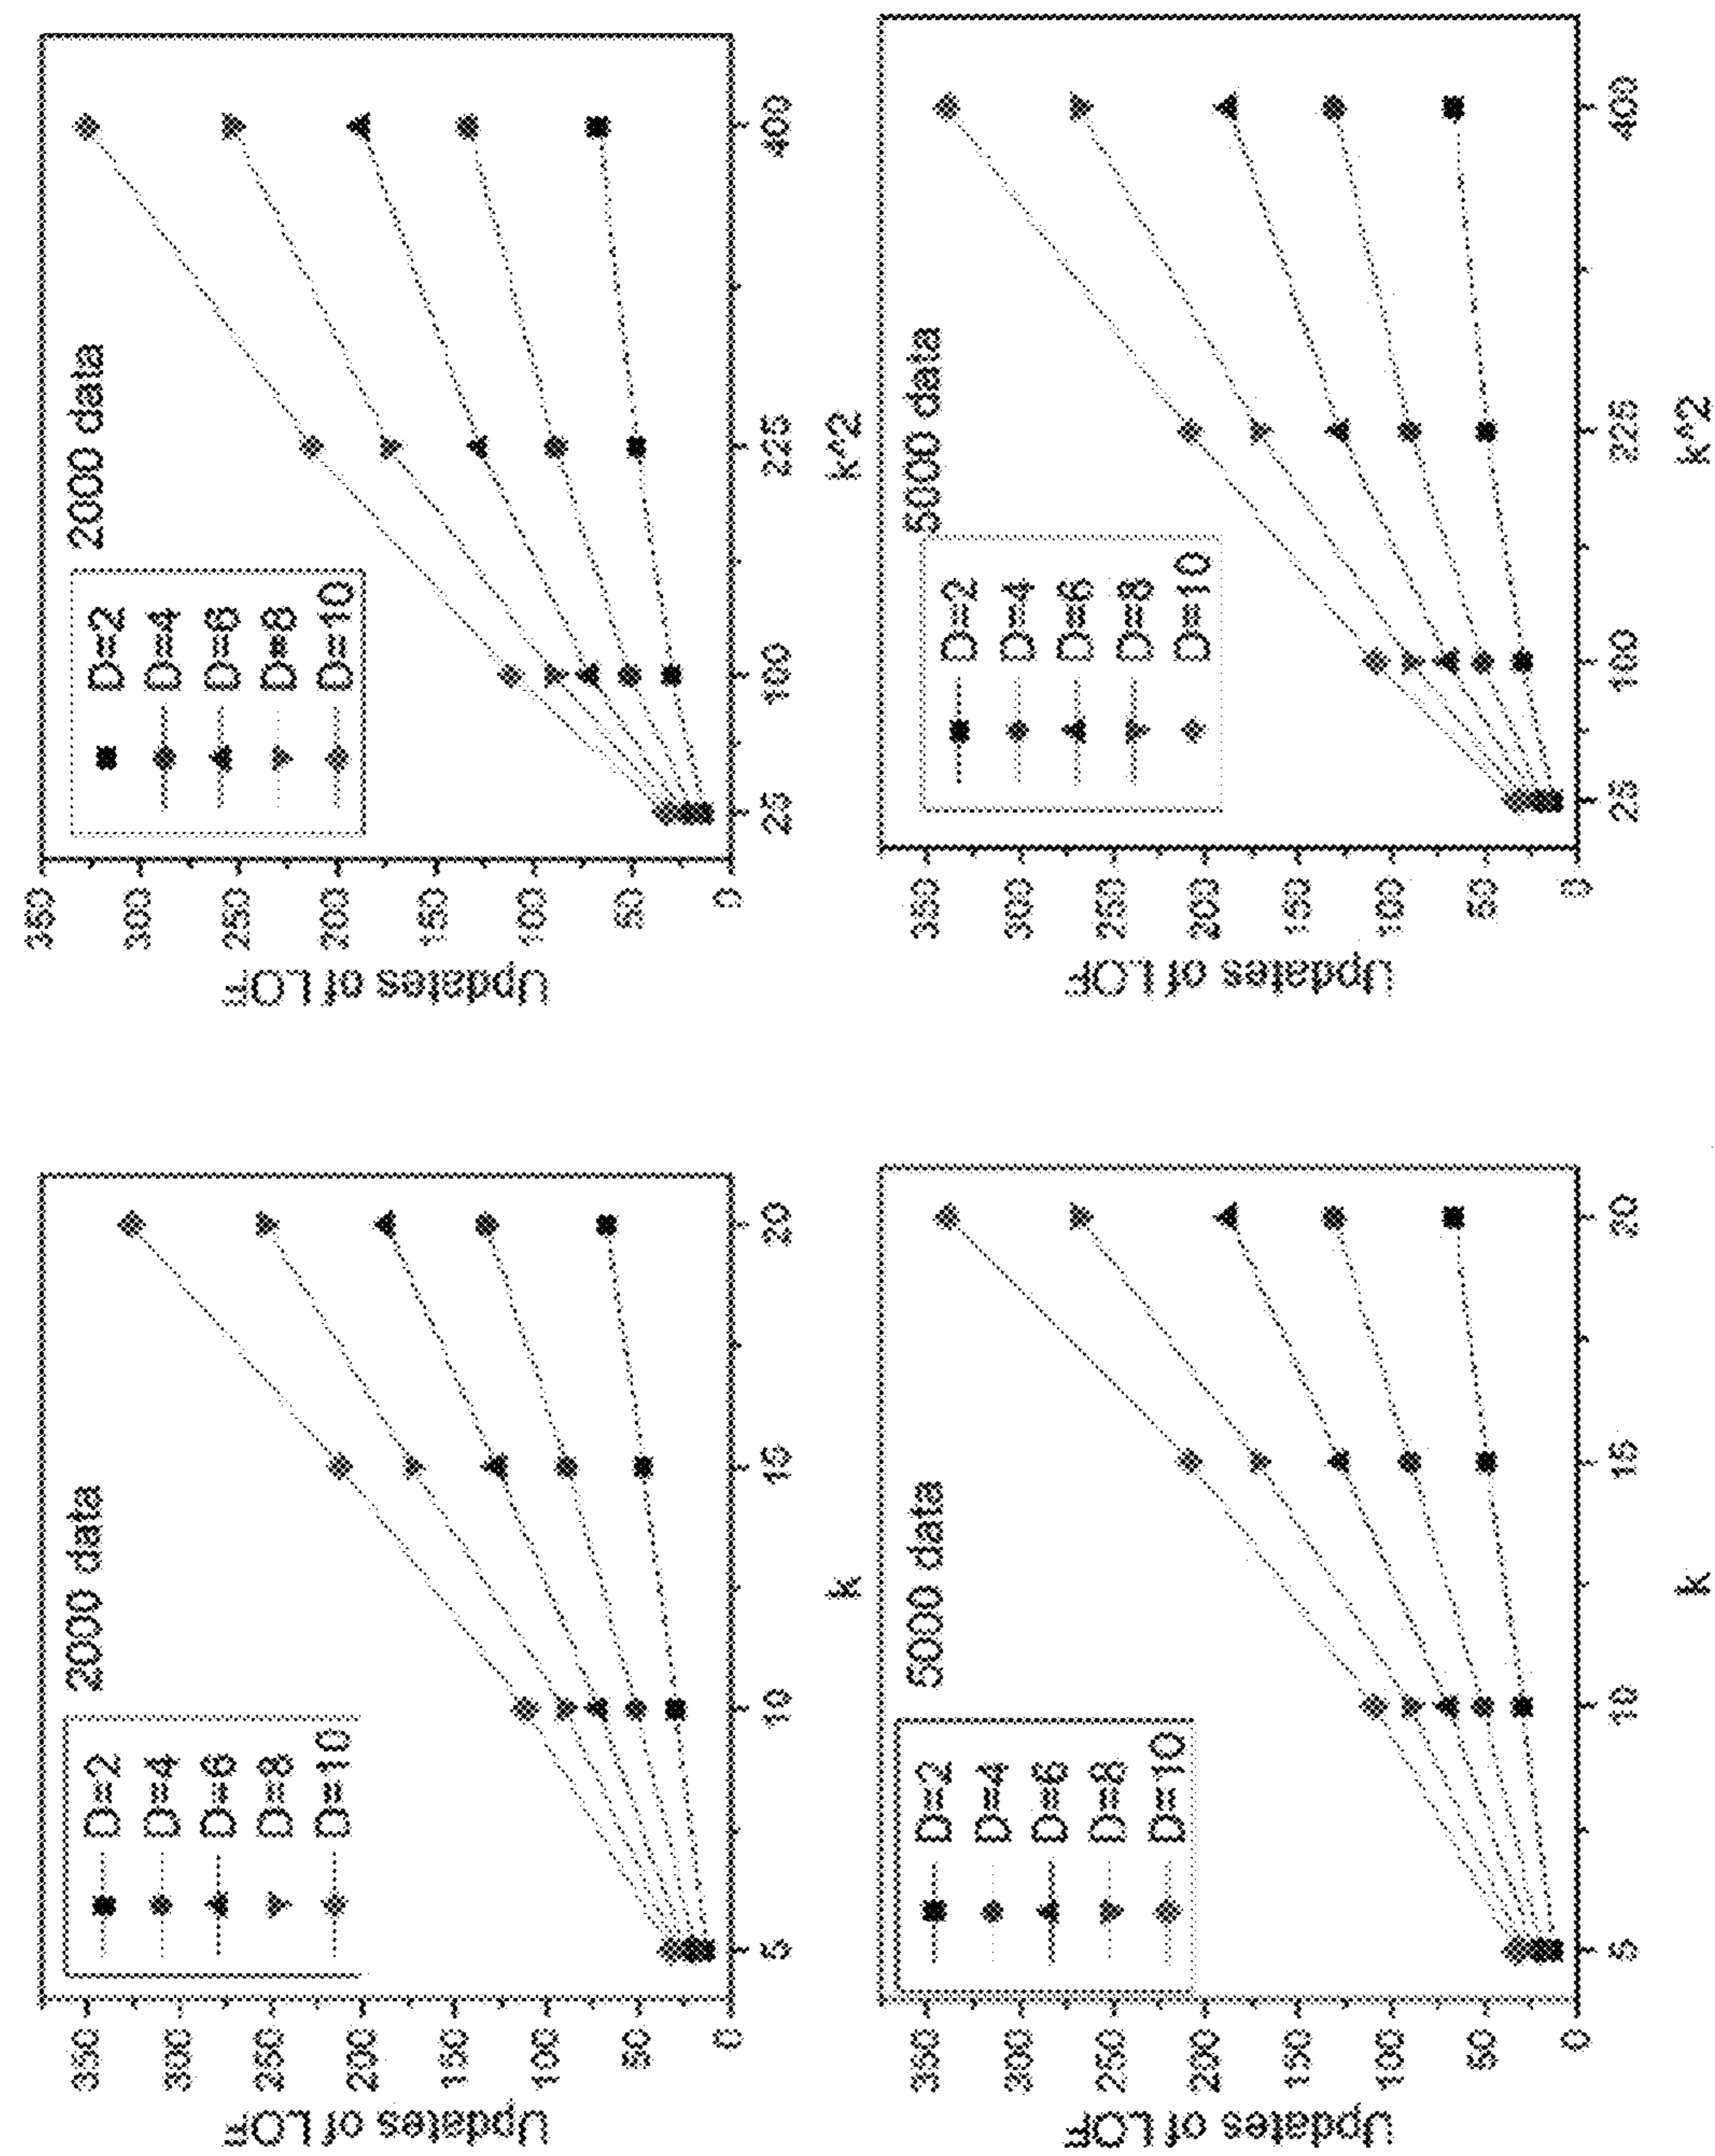 2000 data
D=2
D=4
D=6
D=8
D=10
350
300
250
200
150
100
50
0
Updates of LOF
5
10
15
20
k
2000 data
D=2
D=4
D=6
D=8
D=10
350
300
250
200
150
100
50
0
Updates of LOF
25
100
225
400
k^2
5000 data
D=2
D=4
D=6
D=8
D=10
350
300
250
200
150
100
50
0
Updates of LOF
5
10
15
20
k
5000 data
D=2
D=4
D=6
D=8
D=10
350
300
250
200
150
100
50
0
Updates of LOF
25
100
225
400
k^2